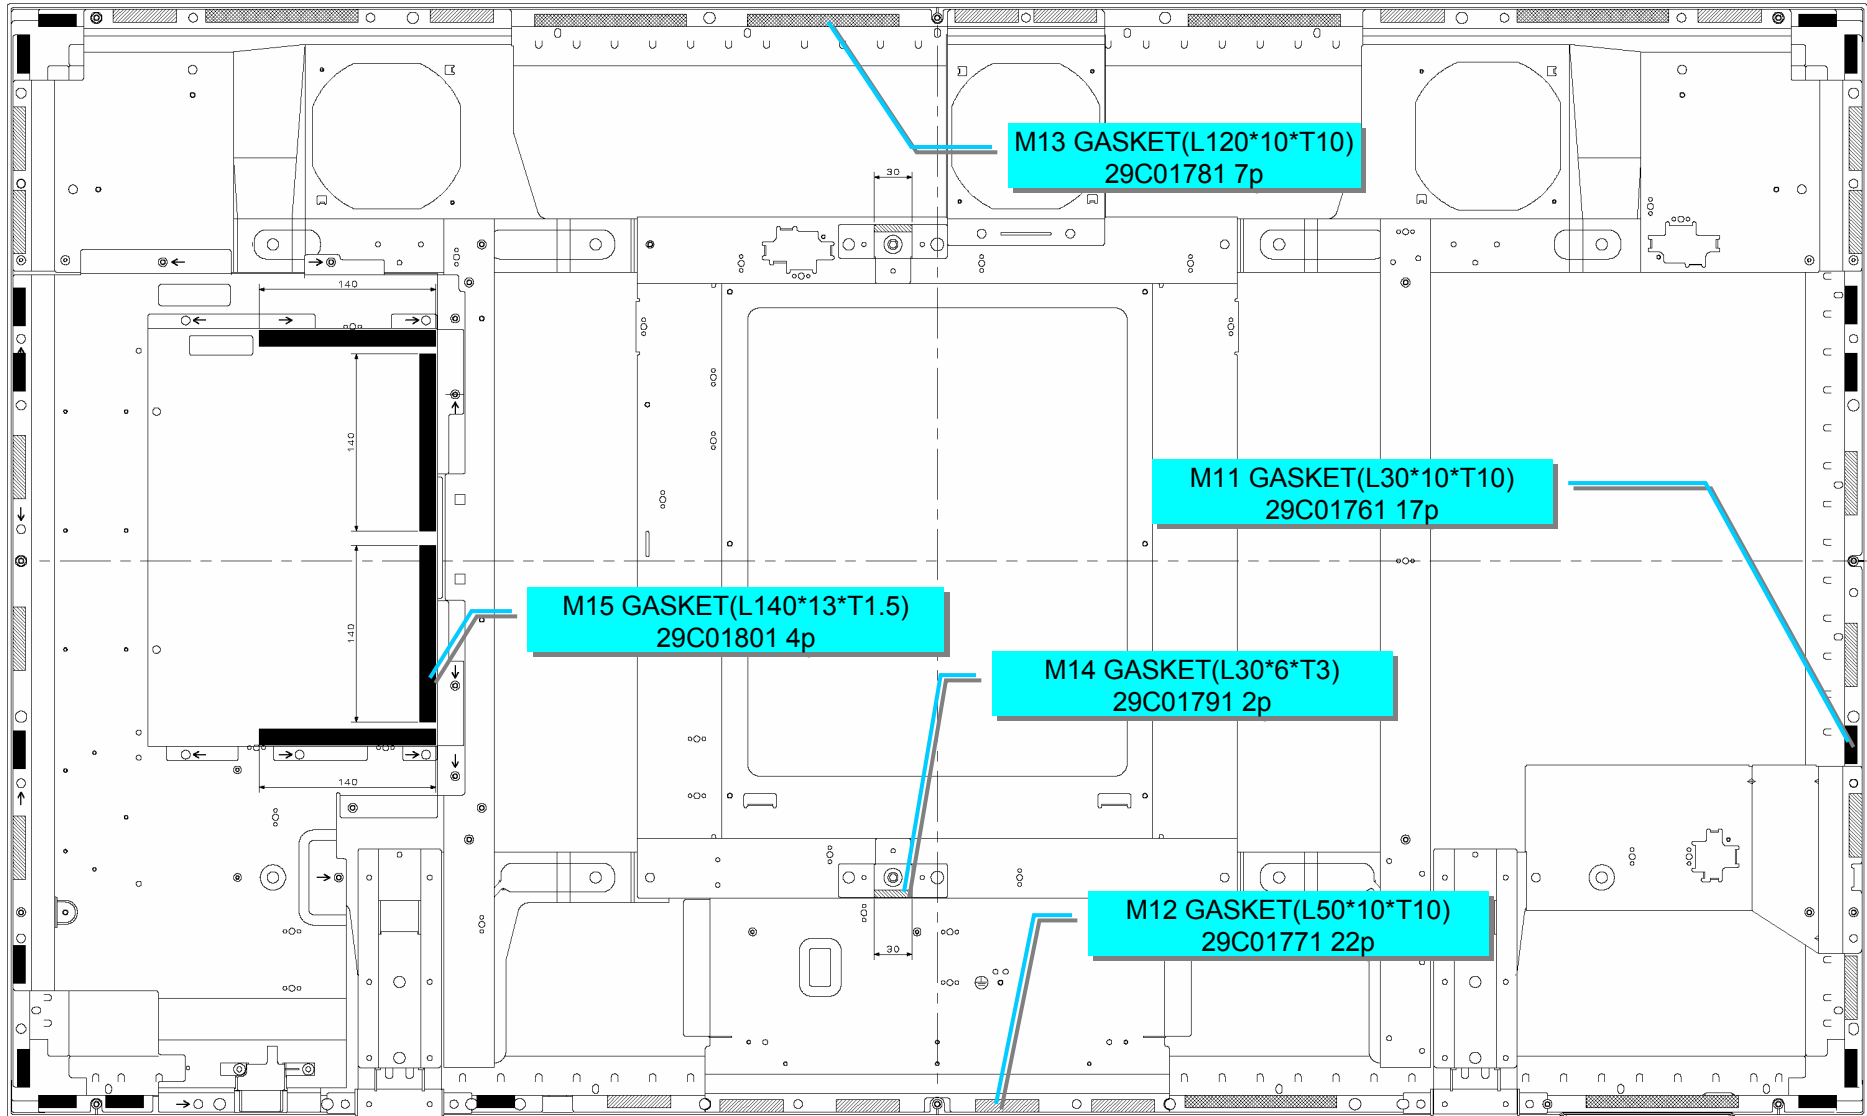 M13 GASKET(L120*10*T10)
29C01781 7p
30
140
140
M11 GASKET(L30*10*T10)
29C01761 17p
M15 GASKET(L140*13*T1.5)
29C01801 4p
140
M14 GASKET(L30*6*T3)
29C01791 2p
140
M12 GASKET(L50*10*T10)
29C01771 22p
30